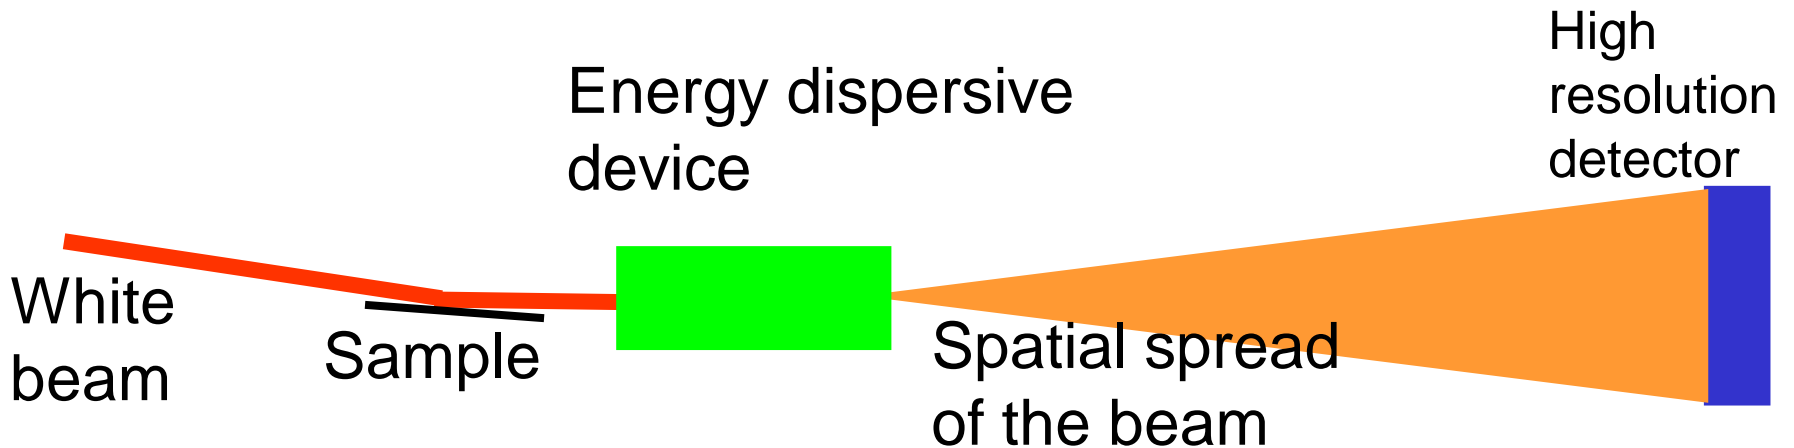 White
beam
Sample
Energy dispersive
device
Spatial spread
of the beam
High
resolution
detector